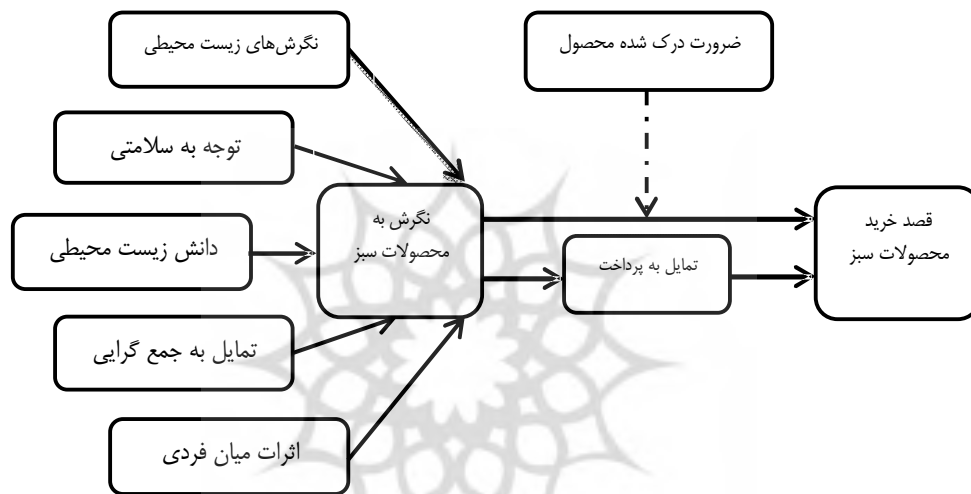 نگرش‌های زیست محیطی
ضرورت درک شده محصول
توجه به سلامتی
نگرش به
محصولات سبز
قصد خرید
محصولات سبز
دانش زیست محیطی
تمایل به پرداخت
تمایل به جمع گرایی
اثرات میان فردی